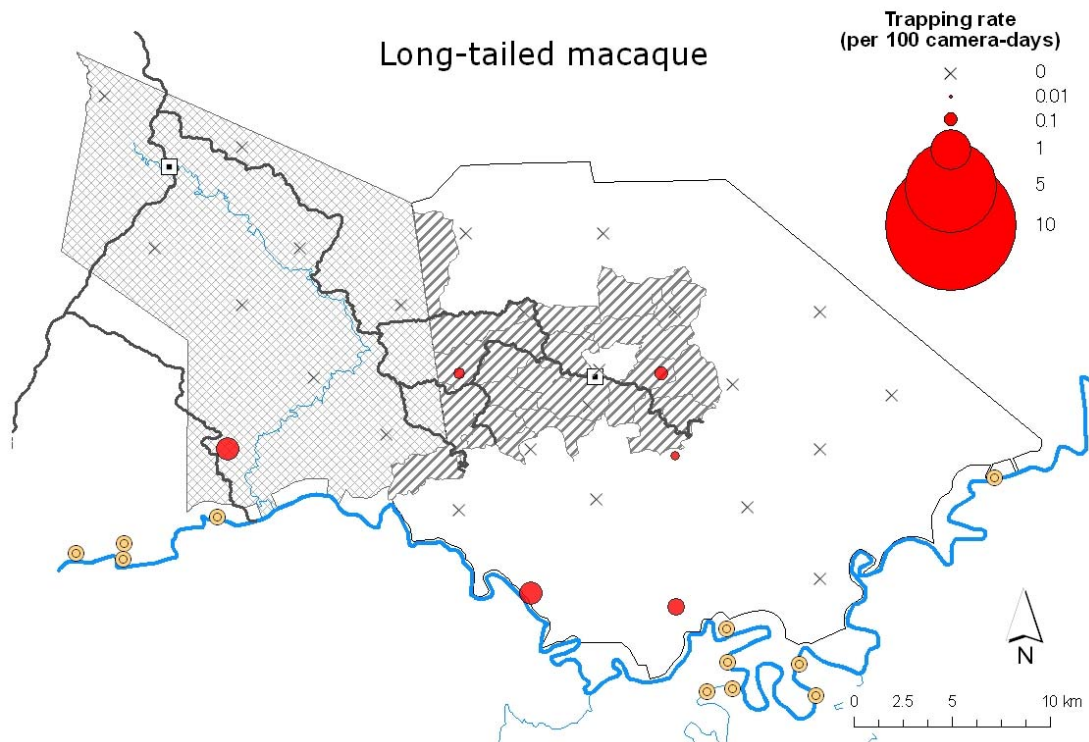 Long-tailed macaque
Trapping rate
(per 100 camera-days)
0
0.01
0.1
1
5
10
N
0 2.5 5 10 km